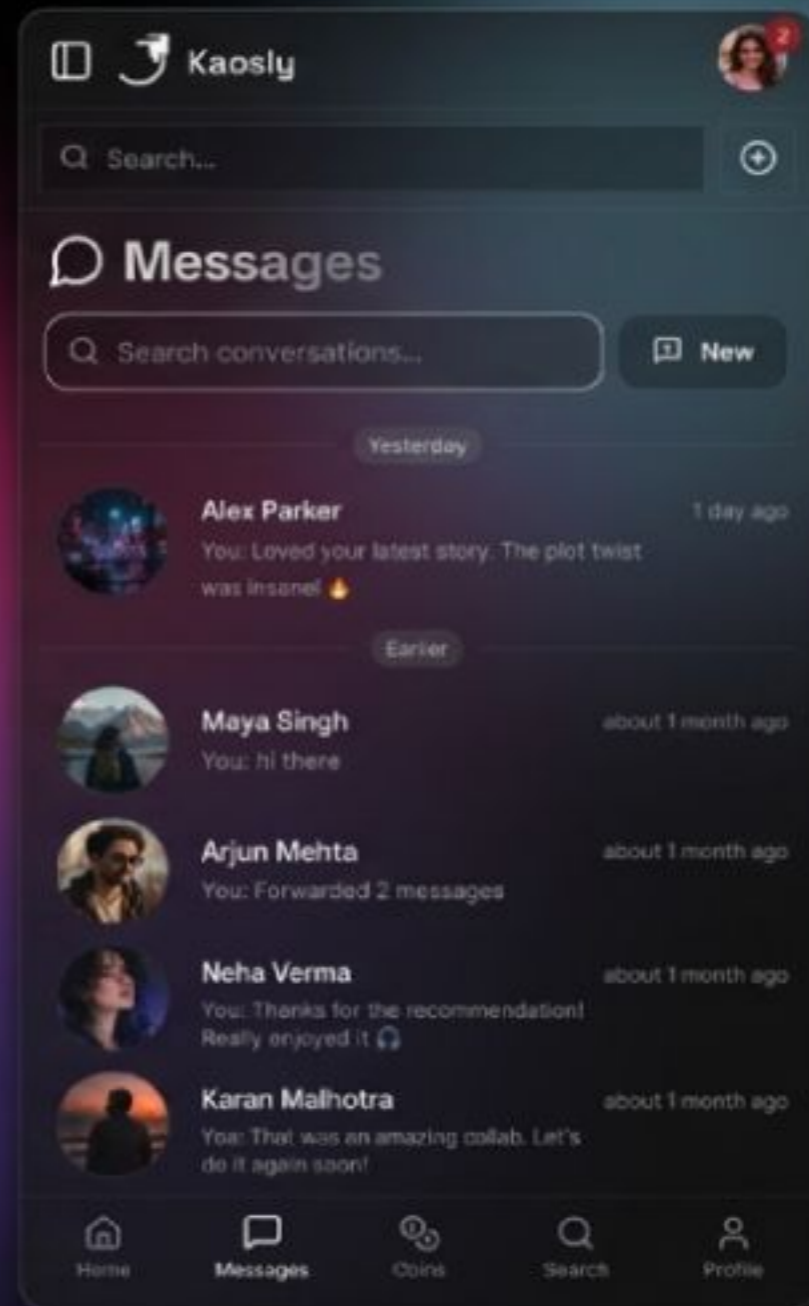 Kaosly
2
Search...
Messages
Search conversations...
New
Yesterday
Alex Parker
1 day ago
You: Loved your latest story. The plot twist
was insane! 🔥
Earlier
Maya Singh
about 1 month ago
You: hi there
Arjun Mehta
about 1 month ago
You: Forwarded 2 messages
Neha Verma
about 1 month ago
You: Thanks for the recommendation!
Really enjoyed it 🎧
Karan Malhotra
about 1 month ago
You: That was an amazing collab. Let's
do it again soon!
Home
Messages
Coins
Search
Profile